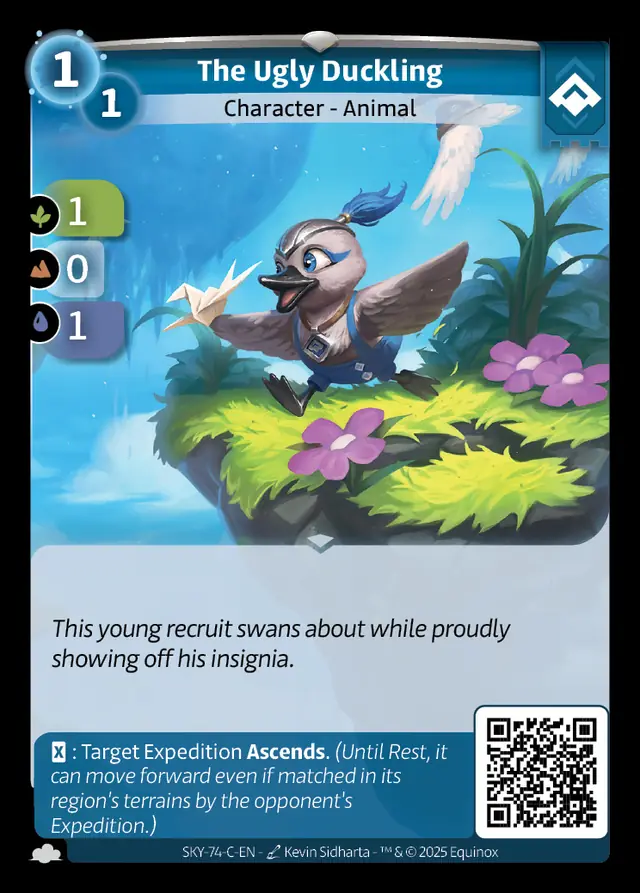 1
1
The Ugly Duckling
Character - Animal
1
0
1
This young recruit swans about while proudly
showing off his insignia.
X : Target Expedition Ascends. (Until Rest, it
can move forward even if matched in its
region's terrains by the opponent's
Expedition.)
SKY-74-C-EN - Kevin Sidharta - ™ & © 2025 Equinox